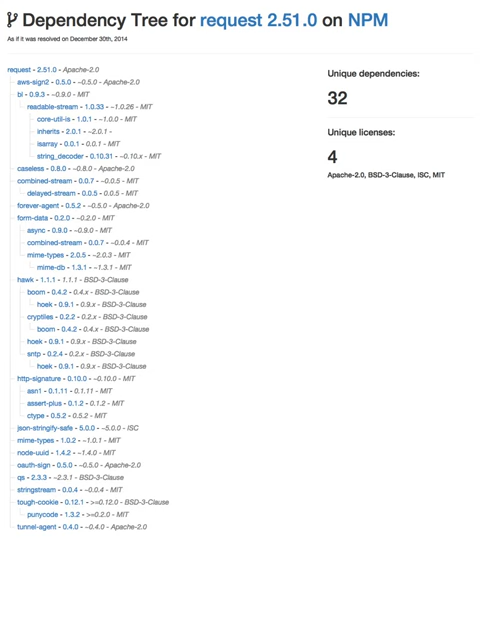 Dependency Tree for request 2.51.0 on NPM
As if it was resolved on December 30th, 2014
request - 2.51.0 - Apache-2.0
aws-sign2 - 0.5.0 - ~0.5.0 - Apache-2.0
bl - 0.9.3 - ~0.9.0 - MIT
readable-stream - 1.0.33 - ~1.0.26 - MIT
core-util-is - 1.0.1 - ~1.0.0 - MIT
inherits - 2.0.1 - ~2.0.1 -
isarray - 0.0.1 - 0.0.1 - MIT
string_decoder - 0.10.31 - ~0.10.x - MIT
caseless - 0.8.0 - ~0.8.0 - Apache-2.0
combined-stream - 0.0.7 - ~0.0.5 - MIT
delayed-stream - 0.0.5 - 0.0.5 - MIT
forever-agent - 0.5.2 - ~0.5.0 - Apache-2.0
form-data - 0.2.0 - ~0.2.0 - MIT
async - 0.9.0 - ~0.9.0 - MIT
combined-stream - 0.0.7 - ~0.0.4 - MIT
mime-types - 2.0.5 - ~2.0.3 - MIT
mime-db - 1.3.1 - ~1.3.1 - MIT
hawk - 1.1.1 - 1.1.1 - BSD-3-Clause
boom - 0.4.2 - 0.4.x - BSD-3-Clause
hoek - 0.9.1 - 0.9.x - BSD-3-Clause
cryptiles - 0.2.2 - 0.2.x - BSD-3-Clause
boom - 0.4.2 - 0.4.x - BSD-3-Clause
hoek - 0.9.1 - 0.9.x - BSD-3-Clause
sntp - 0.2.4 - 0.2.x - BSD-3-Clause
hoek - 0.9.1 - 0.9.x - BSD-3-Clause
http-signature - 0.10.0 - ~0.10.0 - MIT
asn1 - 0.1.11 - 0.1.11 - MIT
assert-plus - 0.1.2 - 0.1.2 - MIT
ctype - 0.5.2 - 0.5.2 - MIT
json-stringify-safe - 5.0.0 - ~5.0.0 - ISC
mime-types - 1.0.2 - ~1.0.1 - MIT
node-uuid - 1.4.2 - ~1.4.0 - MIT
oauth-sign - 0.5.0 - ~0.5.0 - Apache-2.0
qs - 2.3.3 - ~2.3.1 - BSD-3-Clause
stringstream - 0.0.4 - ~0.0.4 - MIT
tough-cookie - 0.12.1 - >=0.12.0 - BSD-3-Clause
punycode - 1.3.2 - >=0.2.0 - MIT
tunnel-agent - 0.4.0 - ~0.4.0 - Apache-2.0
Unique dependencies:
32
Unique licenses:
4
Apache-2.0, BSD-3-Clause, ISC, MIT